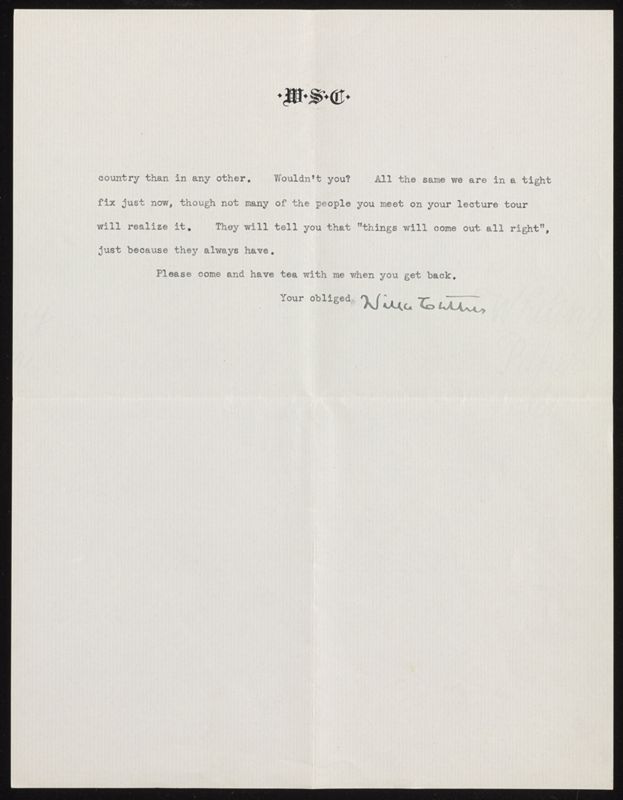 ·W·S·C·
country than in any other. Wouldn't you? All the same we are in a tight
fix just now, though not many of the people you meet on your lecture tour
will realize it. They will tell you that "things will come out all right",
just because they always have.
Please come and have tea with me when you get back.
Your obliged Willa Cather